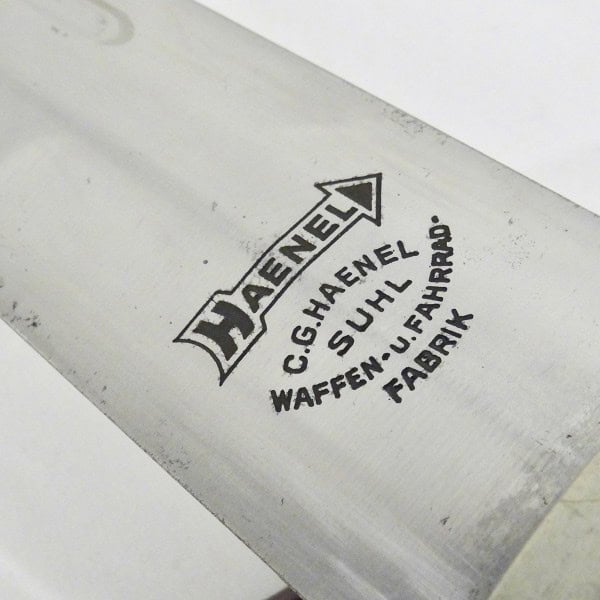 HAENEL
C.G.HAENEL
SUHL
WAFFEN-U.FAHRRAD-
FABRIK